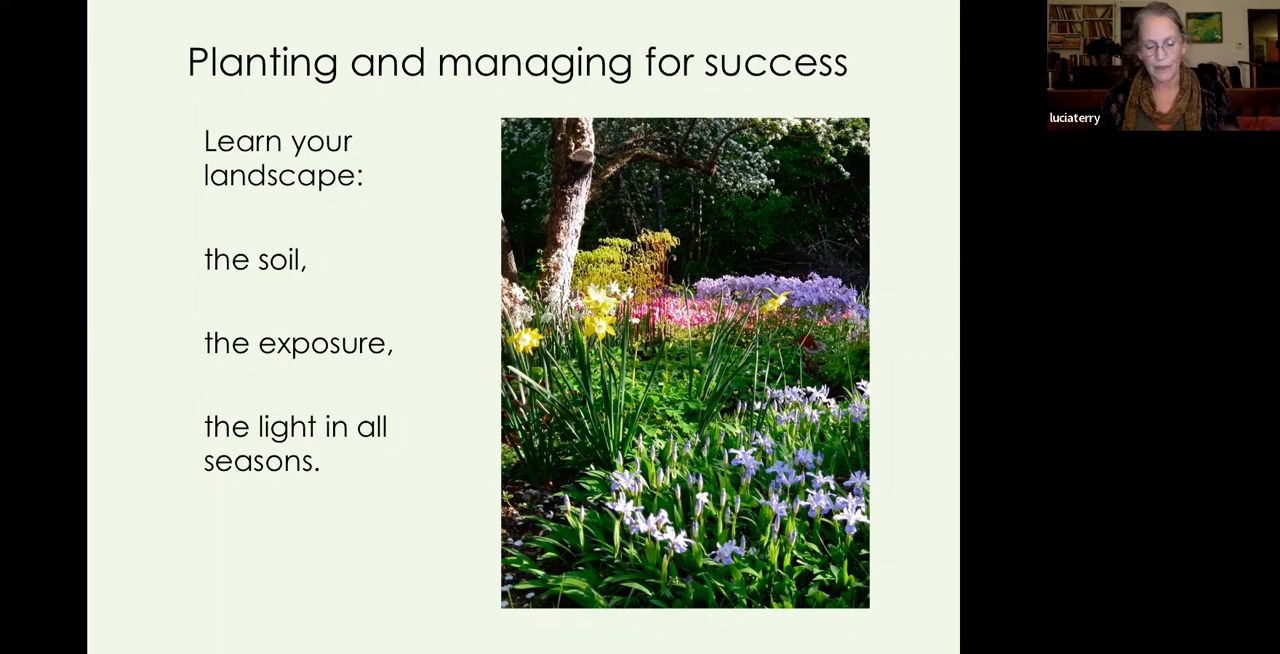 Planting and managing for success
Learn your
landscape:
the soil,
the exposure,
the light in all
seasons.
luciaterry